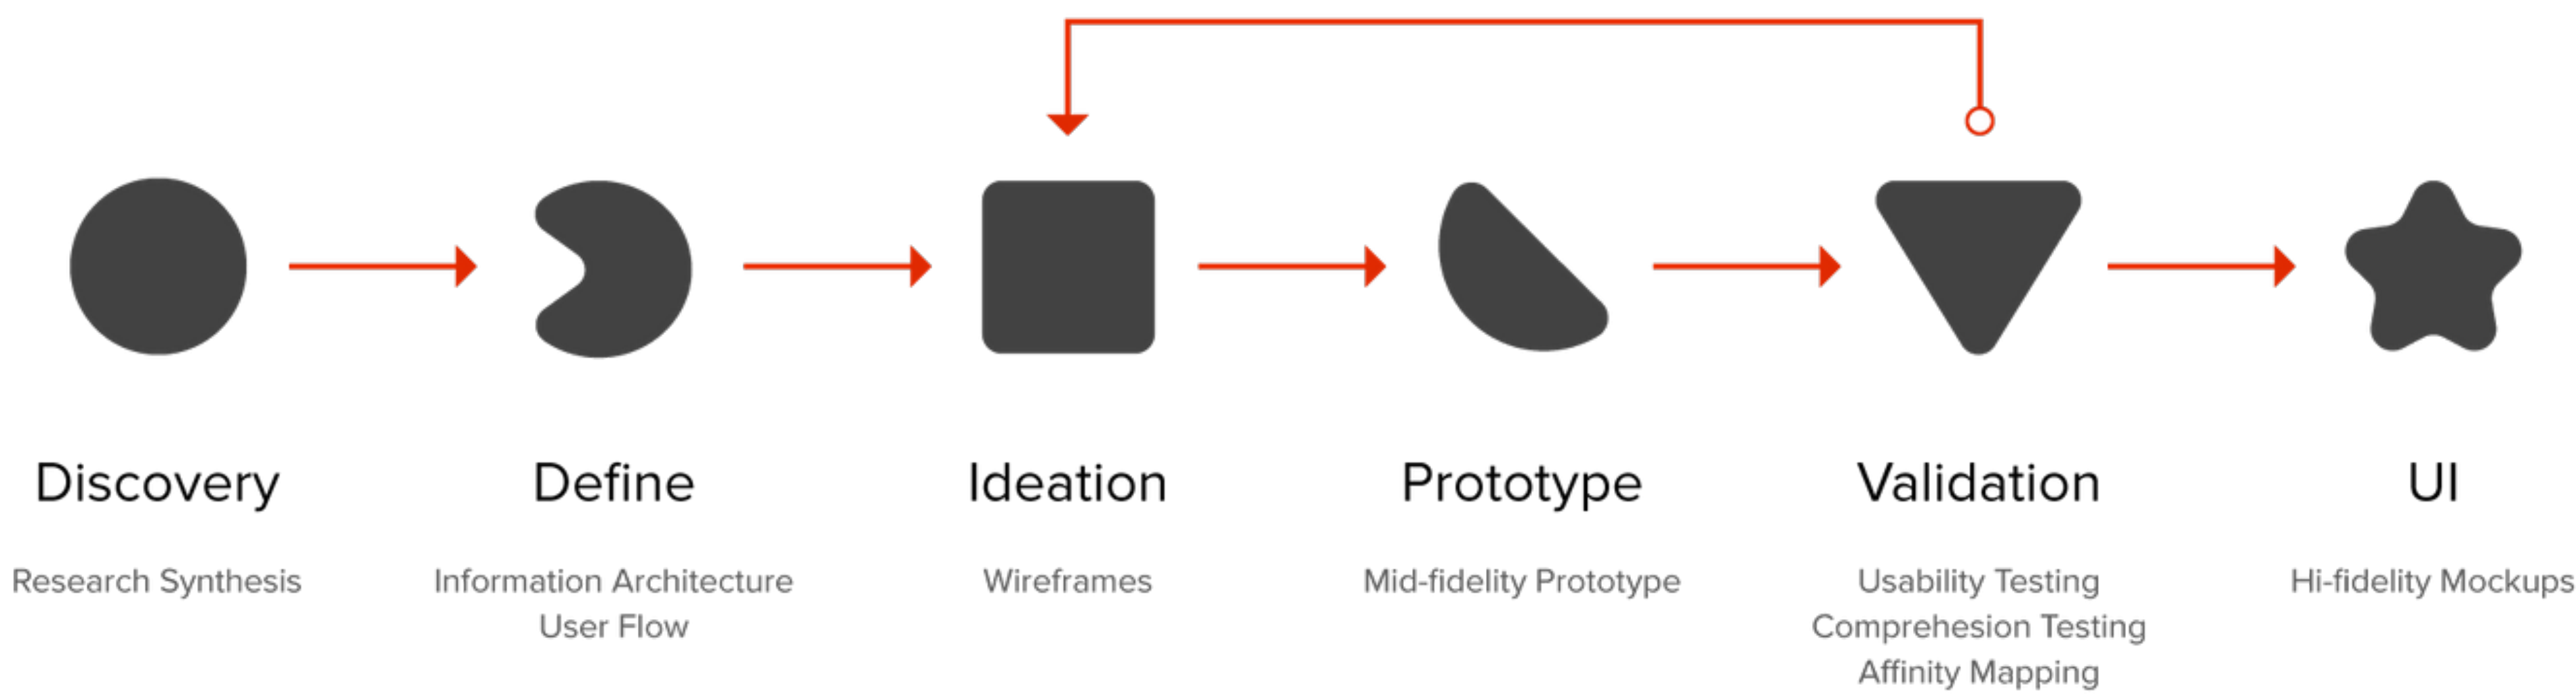 Discovery
Define
Ideation
Prototype
Validation
UI
Research Synthesis
Information Architecture
User Flow
Wireframes
Mid-fidelity Prototype
Usability Testing
Comprehesion Testing
Affinity Mapping
Hi-fidelity Mockups